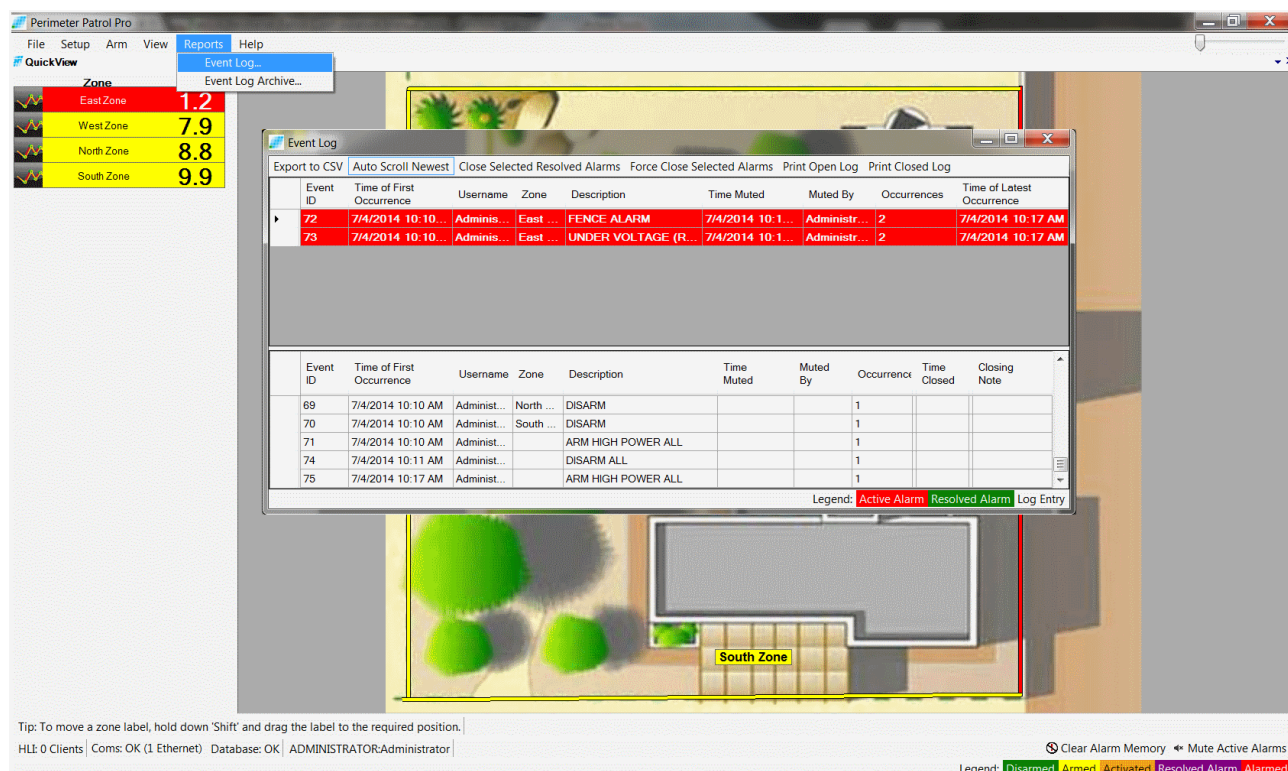 Perimeter Patrol Pro
File Setup Arm View Reports Help
QuickView
Event Log...
Event Log Archive...
Zone
East Zone 1.2
West Zone 7.9
North Zone 8.8
South Zone 9.9
Event Log
Export to CSV Auto Scroll Newest Close Selected Resolved Alarms Force Close Selected Alarms Print Open Log Print Closed Log
Event ID Time of First Occurrence Username Zone Description Time Muted Muted By Occurrences Time of Latest Occurrence
72 7/4/2014 10:10... Adminis... East ... FENCE ALARM 7/4/2014 10:1... Administr... 2 7/4/2014 10:17 AM
73 7/4/2014 10:10... Adminis... East ... UNDER VOLTAGE (R... 7/4/2014 10:1... Administr... 2 7/4/2014 10:17 AM
Event ID Time of First Occurrence Username Zone Description Time Muted Muted By Occurrence Time Closed Closing Note
69 7/4/2014 10:10 AM Administ... North ... DISARM 1
70 7/4/2014 10:10 AM Administ... South ... DISARM 1
71 7/4/2014 10:10 AM Administ... ARM HIGH POWER ALL 1
74 7/4/2014 10:11 AM Administ... DISARM ALL 1
75 7/4/2014 10:17 AM Administ... ARM HIGH POWER ALL 1
Legend: Active Alarm Resolved Alarm Log Entry
South Zone
Tip: To move a zone label, hold down 'Shift' and drag the label to the required position.
HLI: 0 Clients Coms: OK (1 Ethernet) Database: OK ADMINISTRATOR:Administrator Clear Alarm Memory Mute Active Alarms
Legend: Disarmed Armed Activated Resolved Alarm Alarmed